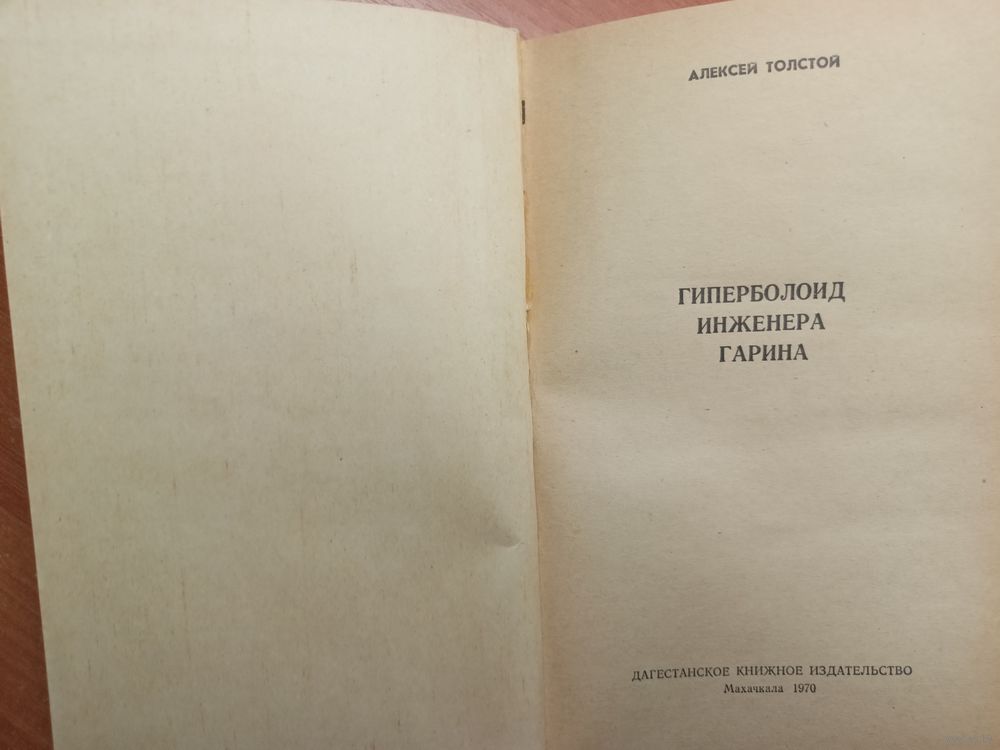 АЛЕКСЕЙ ТОЛСТОЙ
ГИПЕРБОЛОИД
ИНЖЕНЕРА
ГАРИНА
ДАГЕСТАНСКОЕ КНИЖНОЕ ИЗДАТЕЛЬСТВО
Махачкала 1970